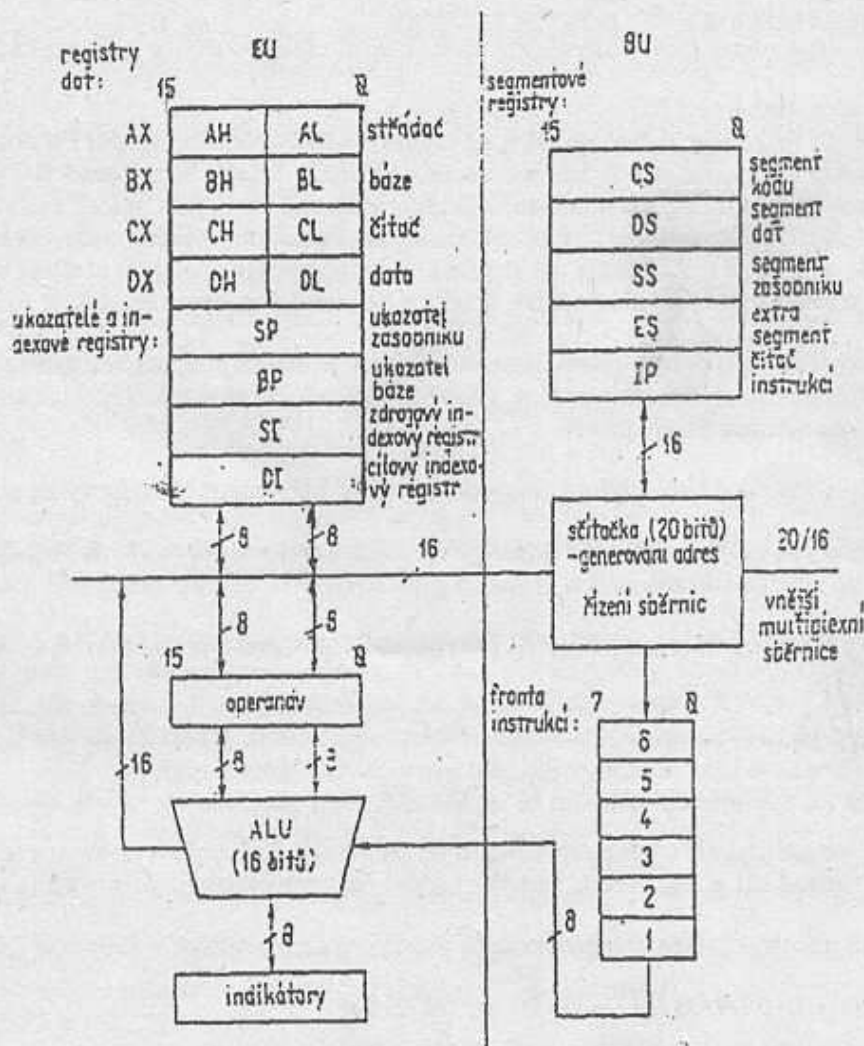 EU
BU
registry
dat:
15 0
AX AH AL střádač
BX BH BL báze
CX CH CL čítač
DX DH DL data
ukazatelé a in-
dexové registry:
SP ukazatel
zásobníku
BP ukazatel
báze
SI zdrojový in-
dexový registr
DI cílový indexo-
vý registr
segmentové
registry:
15 0
CS segment
kódu
DS segment
dat
SS segment
zásobníku
ES extra
segment
IP čítač
instrukcí
16
8 8
16
sčítačka (20 bitů)
-generování adres
řízení sběrnic
20/16
vnější
multiplexní
sběrnice
8 8
15 0
operandy
16
8 8
ALU
(16 bitů)
8
indikátory
fronta
instrukcí:
7 0
6
5
4
3
2
1
8